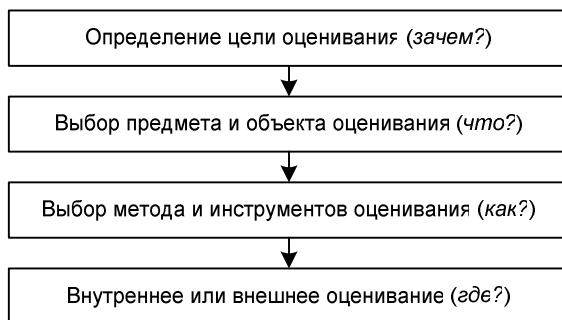 Определение цели оценивания (зачем?)
Выбор предмета и объекта оценивания (что?)
Выбор метода и инструментов оценивания (как?)
Внутреннее или внешнее оценивание (где?)